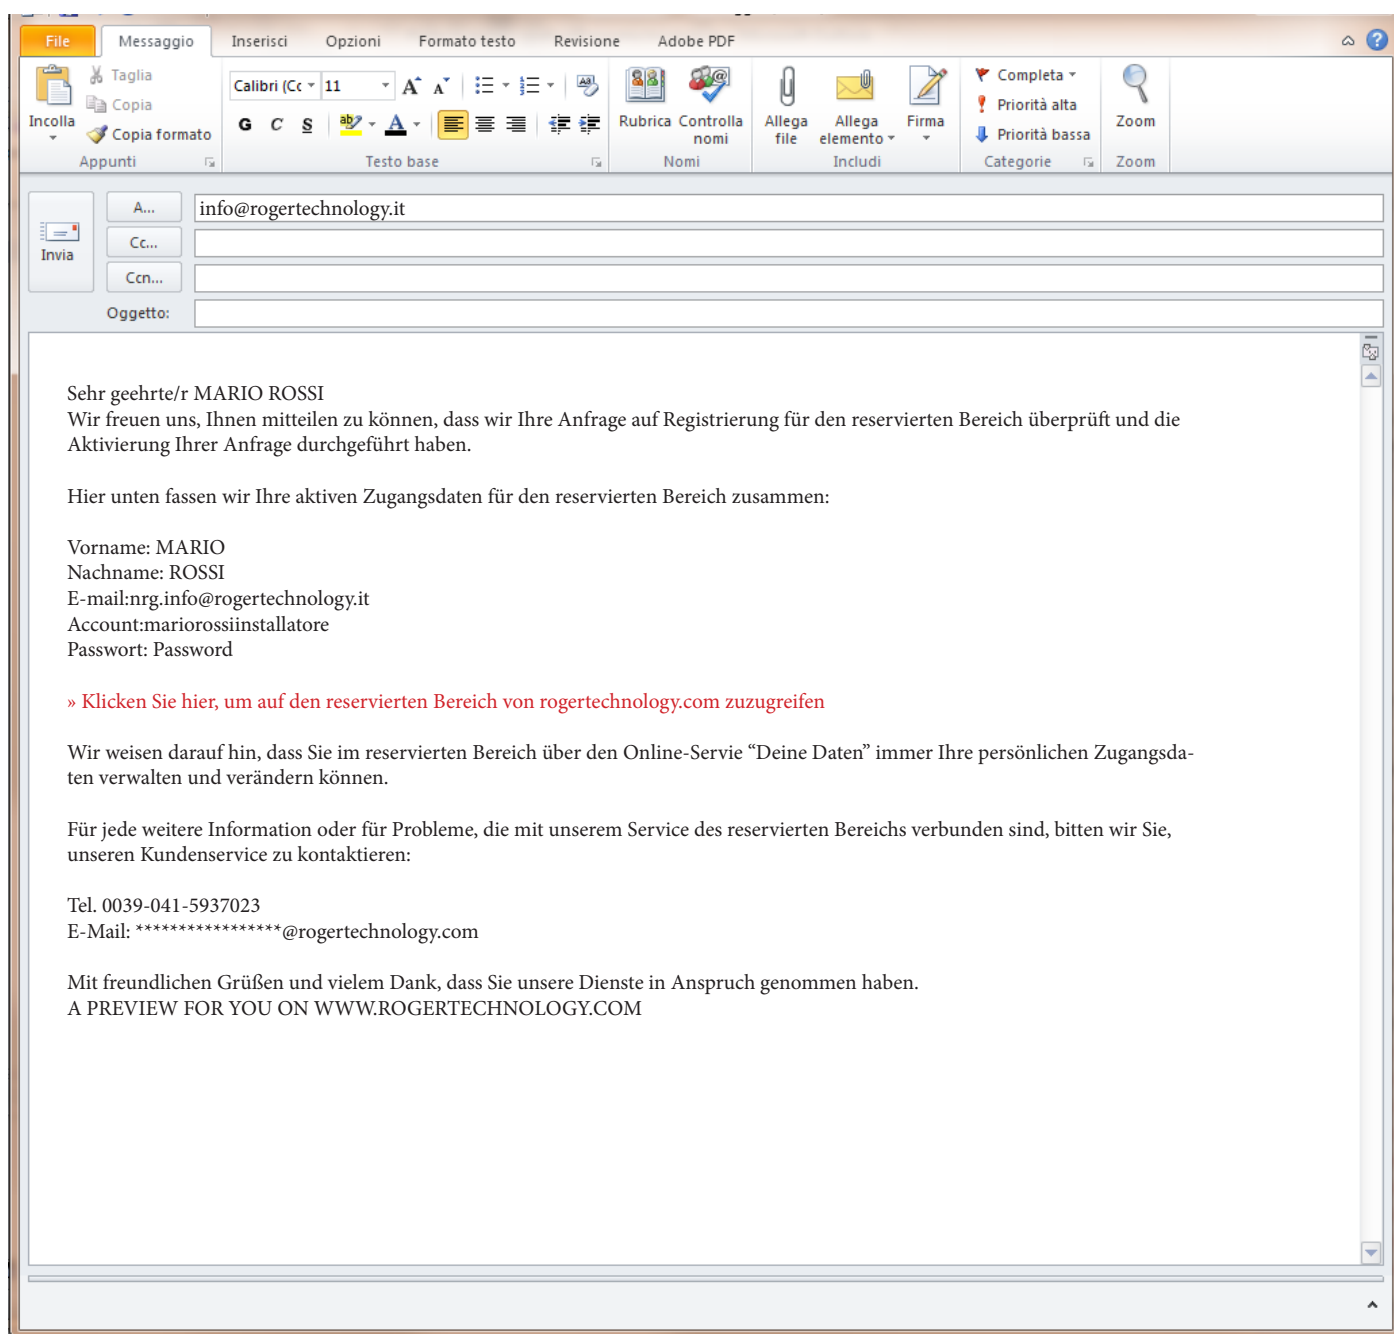 File Messaggio Inserisci Opzioni Formato testo Revisione Adobe PDF
Incolla
Taglia
Copia
Copia formato
Appunti
Calibri (Cc 11
G C S
Testo base
Rubrica Controlla nomi
Nomi
Allega file
Allega elemento
Firma
Includi
Completa
Priorità alta
Priorità bassa
Categorie
Zoom
Zoom
Invia
A... info@rogertechnology.it
Cc...
Ccn...
Oggetto:
Sehr geehrte/r MARIO ROSSI
Wir freuen uns, Ihnen mitteilen zu können, dass wir Ihre Anfrage auf Registrierung für den reservierten Bereich überprüft und die
Aktivierung Ihrer Anfrage durchgeführt haben.
Hier unten fassen wir Ihre aktiven Zugangsdaten für den reservierten Bereich zusammen:
Vorname: MARIO
Nachname: ROSSI
E-mail:nrg.info@rogertechnology.it
Account:mariorossiinstallatore
Passwort: Password
» Klicken Sie hier, um auf den reservierten Bereich von rogertechnology.com zuzugreifen
Wir weisen darauf hin, dass Sie im reservierten Bereich über den Online-Servie “Deine Daten” immer Ihre persönlichen Zugangsda-
ten verwalten und verändern können.
Für jede weitere Information oder für Probleme, die mit unserem Service des reservierten Bereichs verbunden sind, bitten wir Sie,
unseren Kundenservice zu kontaktieren:
Tel. 0039-041-5937023
E-Mail: *****************@rogertechnology.com
Mit freundlichen Grüßen und vielem Dank, dass Sie unsere Dienste in Anspruch genommen haben.
A PREVIEW FOR YOU ON WWW.ROGERTECHNOLOGY.COM